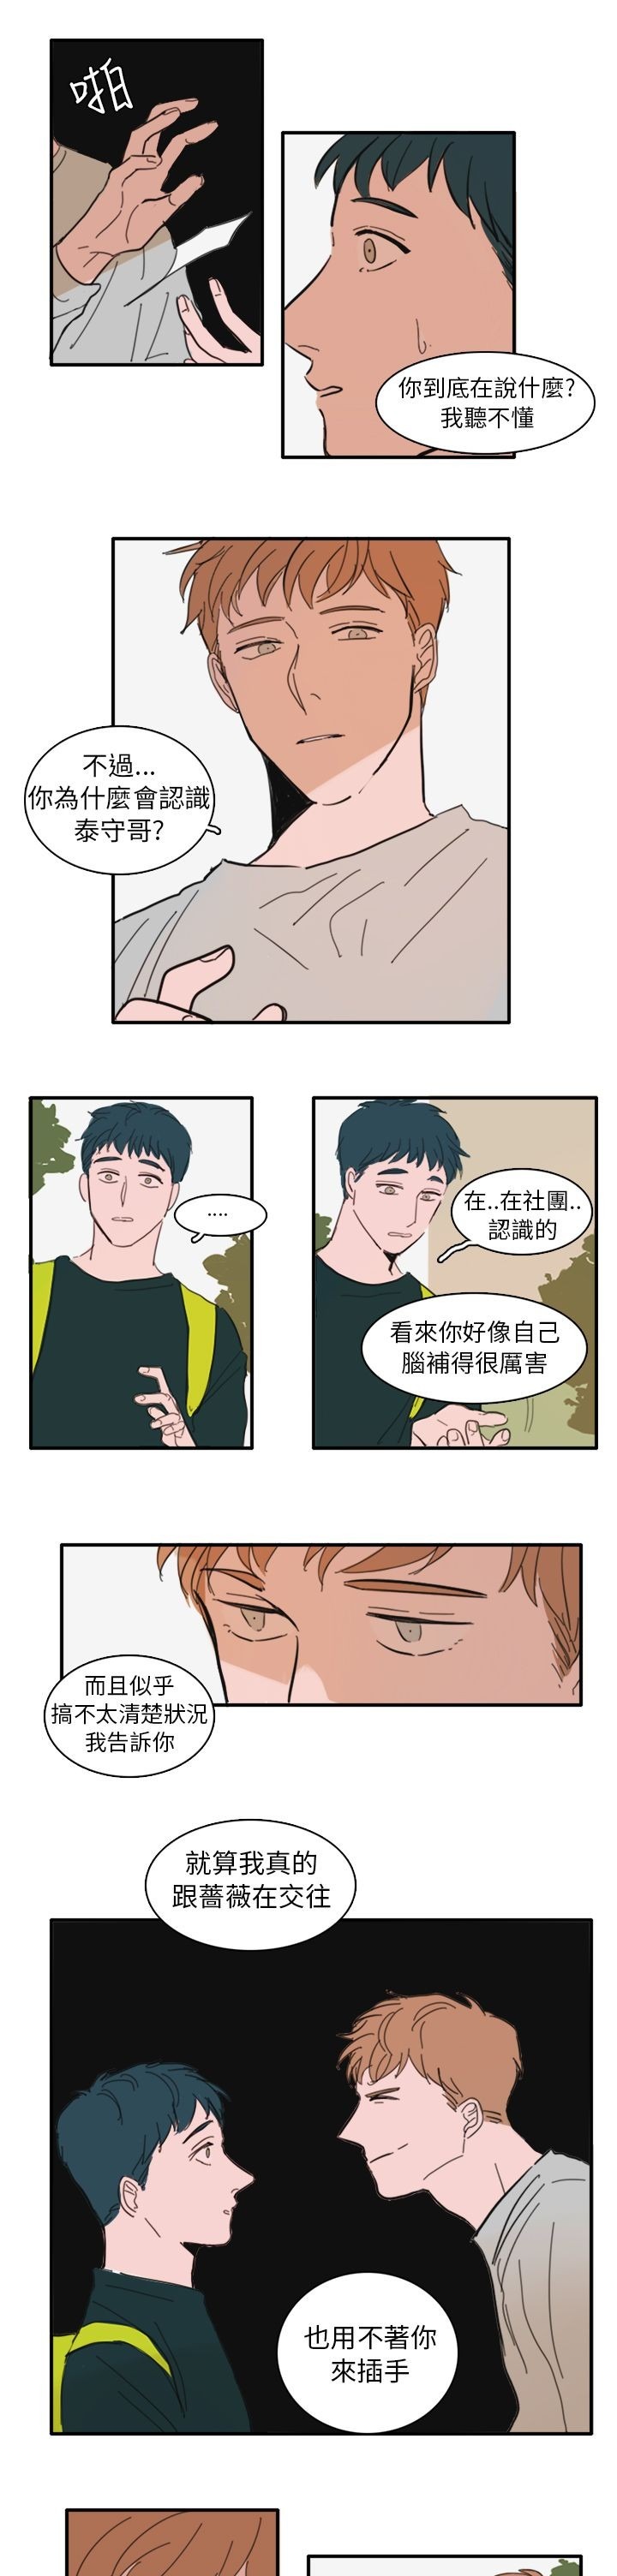 啪
你到底在說什麼?
我聽不懂
不過...
你為什麼會認識
泰守哥?
....
在..在社團..
認識的
看來你好像自己
腦補得很厲害
而且似乎
搞不太清楚狀況
我告訴你
就算我真的
跟薔薇在交往
也用不著你
來插手